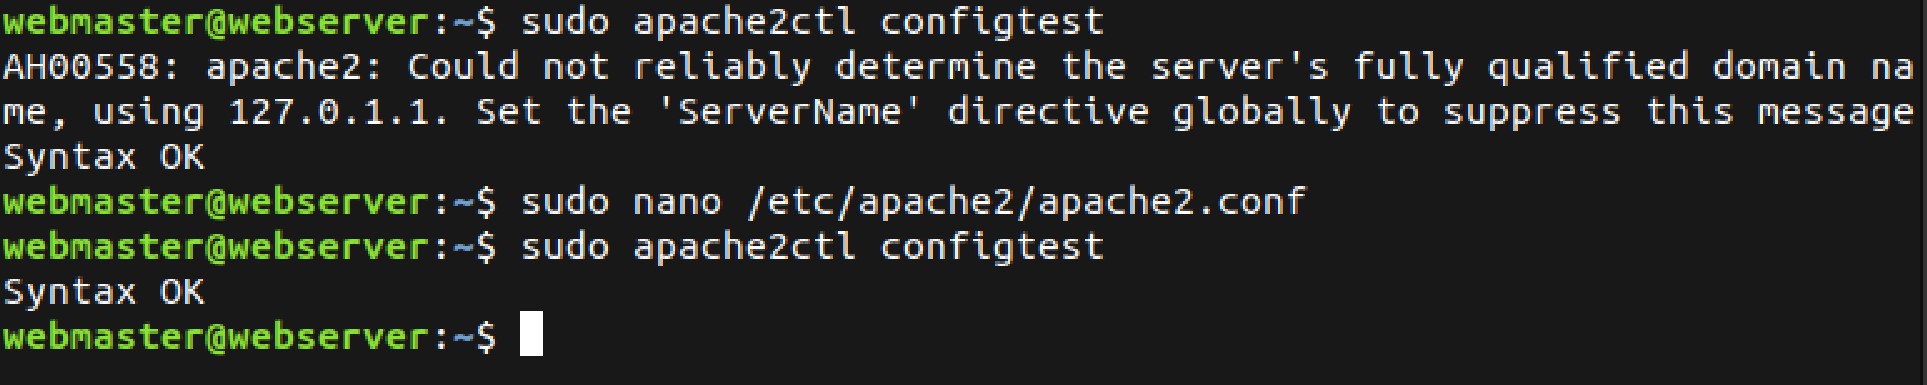 webmaster@webserver:~$ sudo apache2ctl configtest
AH00558: apache2: Could not reliably determine the server's fully qualified domain na
me, using 127.0.1.1. Set the 'ServerName' directive globally to suppress this message
Syntax OK
webmaster@webserver:~$ sudo nano /etc/apache2/apache2.conf
webmaster@webserver:~$ sudo apache2ctl configtest
Syntax OK
webmaster@webserver:~$